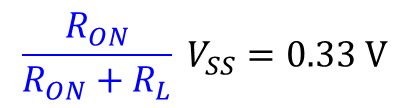 R_ON
R_ON + R_L V_SS = 0.33 V